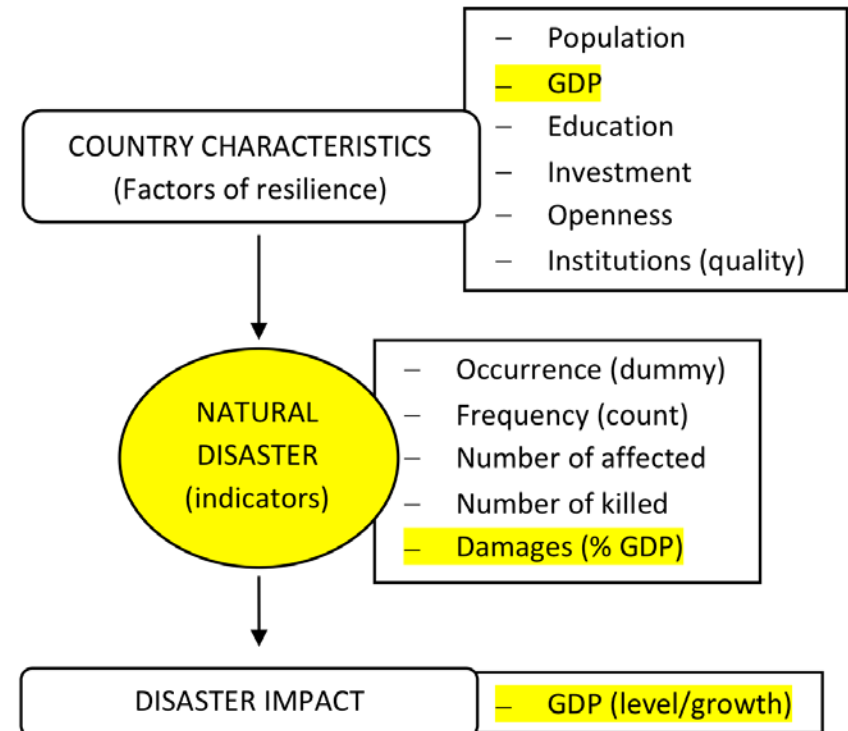 – Population
– GDP
– Education
– Investment
– Openness
– Institutions (quality)
COUNTRY CHARACTERISTICS
(Factors of resilience)
NATURAL
DISASTER
(indicators)
– Occurrence (dummy)
– Frequency (count)
– Number of affected
– Number of killed
– Damages (% GDP)
DISASTER IMPACT
– GDP (level/growth)